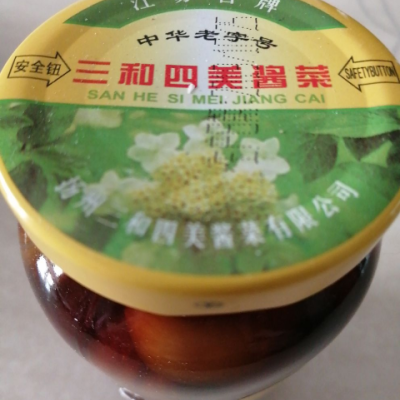 中华老字号
安全钮
三和四美酱菜
SAFETYBUTTON
SAN HE SI MEI JIANG CAI
和四美酱菜有限公司